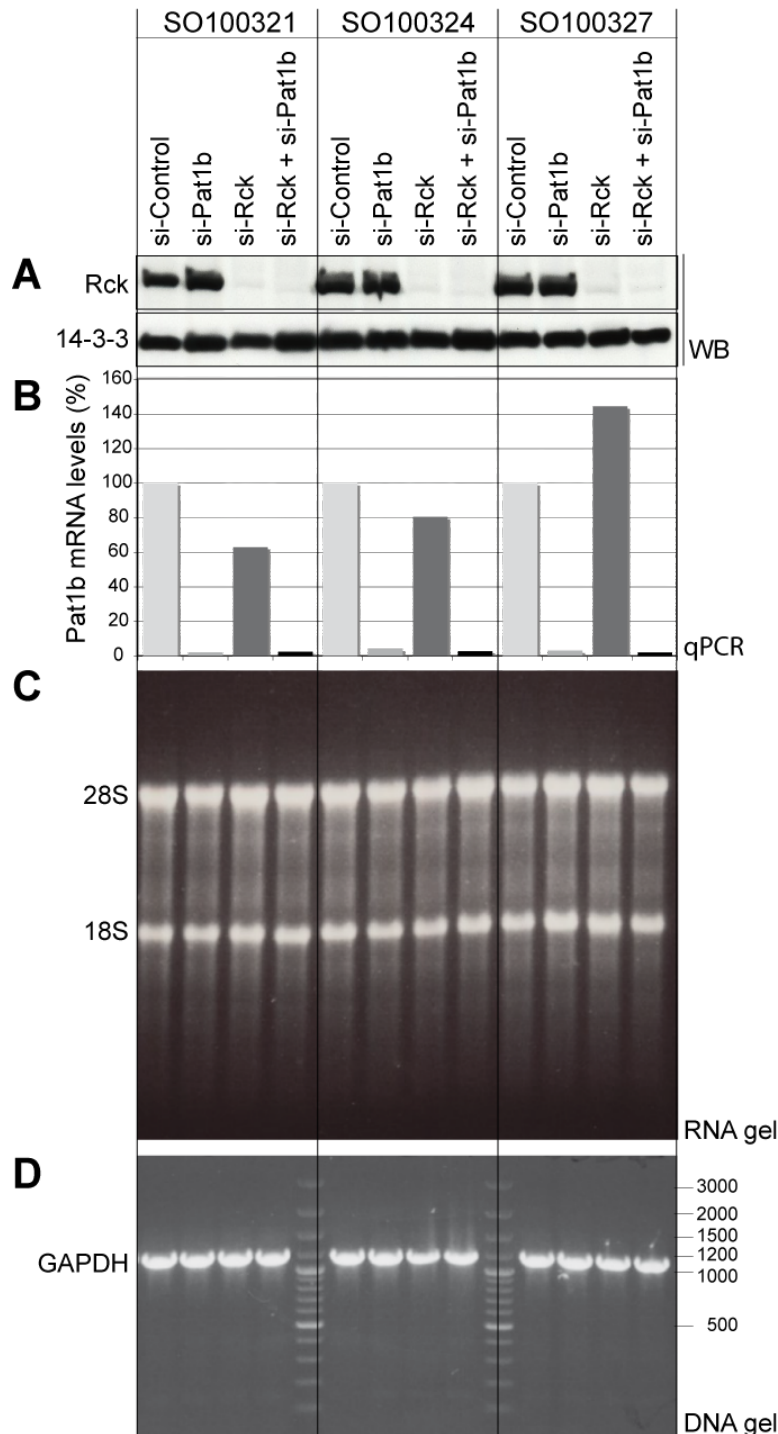 SO100321 SO100324 SO100327
si-Control si-Pat1b si-Rck si-Rck + si-Pat1b si-Control si-Pat1b si-Rck si-Rck + si-Pat1b si-Control si-Pat1b si-Rck si-Rck + si-Pat1b
A
Rck
14-3-3
WB
B
Pat1b mRNA levels (%)
160
140
120
100
80
60
40
20
0
qPCR
C
28S
18S
RNA gel
D
3000
2000
1500
GAPDH 1200
1000
500
DNA gel